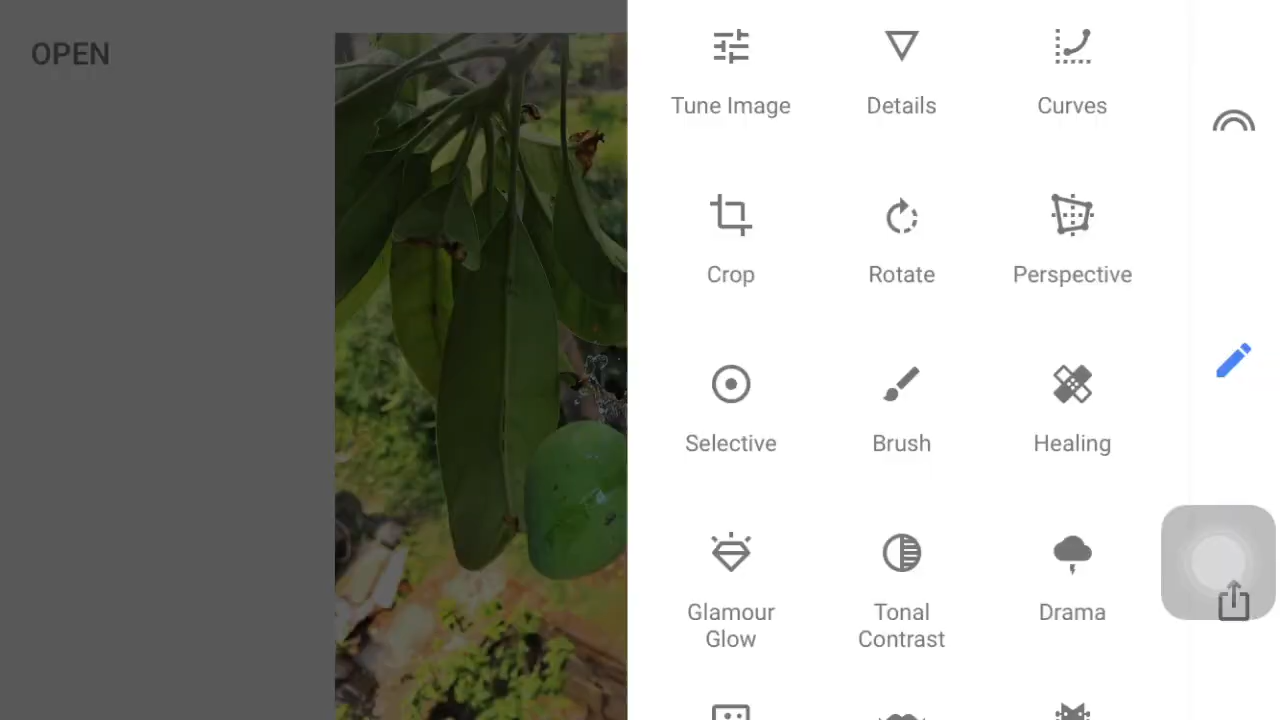 OPEN
Tune Image
Details
Curves
Crop
Rotate
Perspective
Selective
Brush
Healing
Glamour
Glow
Tonal
Contrast
Drama